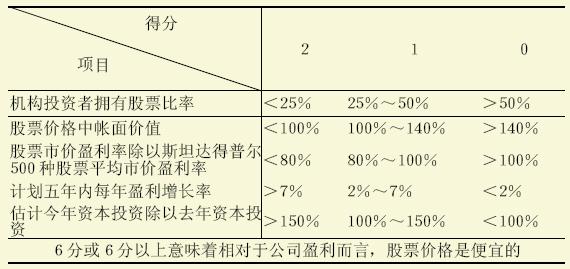 得分
2 1 0
项目
机构投资者拥有股票比率 <25% 25%~50% >50%
股票价格中帐面价值 <100% 100%~140% >140%
股票市价盈利率除以斯坦达得普尔
500种股票平均市价盈利率 <80% 80%~100% >100%
计划五年内每年盈利增长率 >7% 2%~7% <2%
估计今年资本投资除以去年资本投
资 >150% 100%~150% <100%
6分或6分以上意味着相对于公司盈利而言，股票价格是便宜的